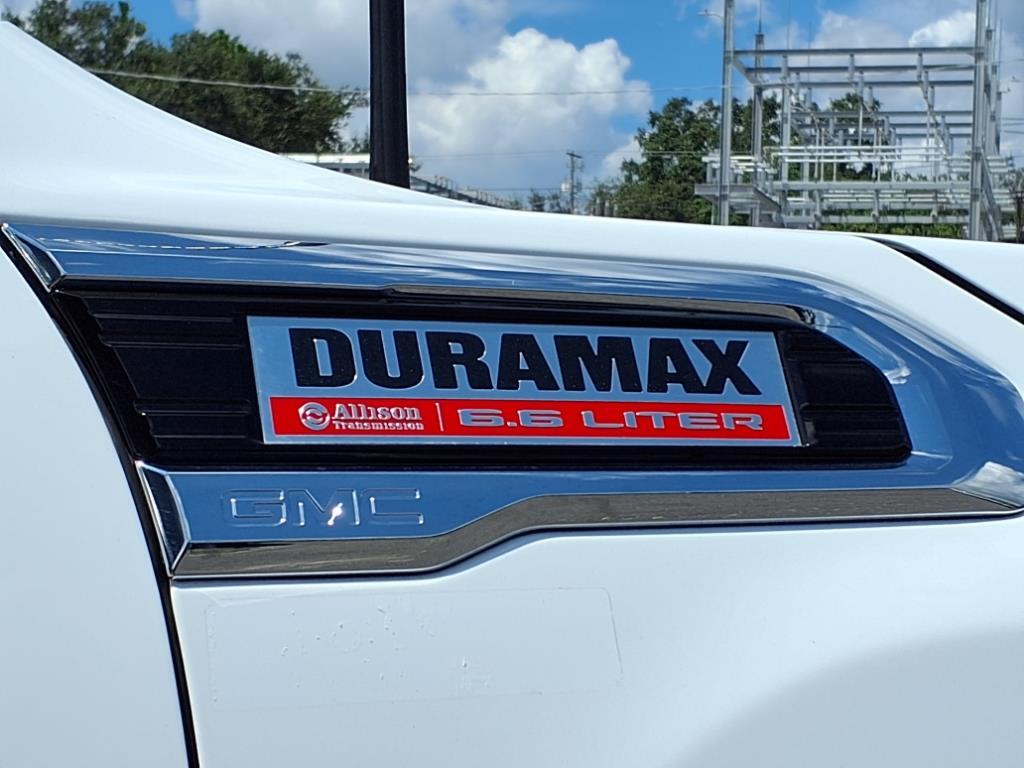 DURAMAX
Allison
Transmission
6.6 LITER
GMC